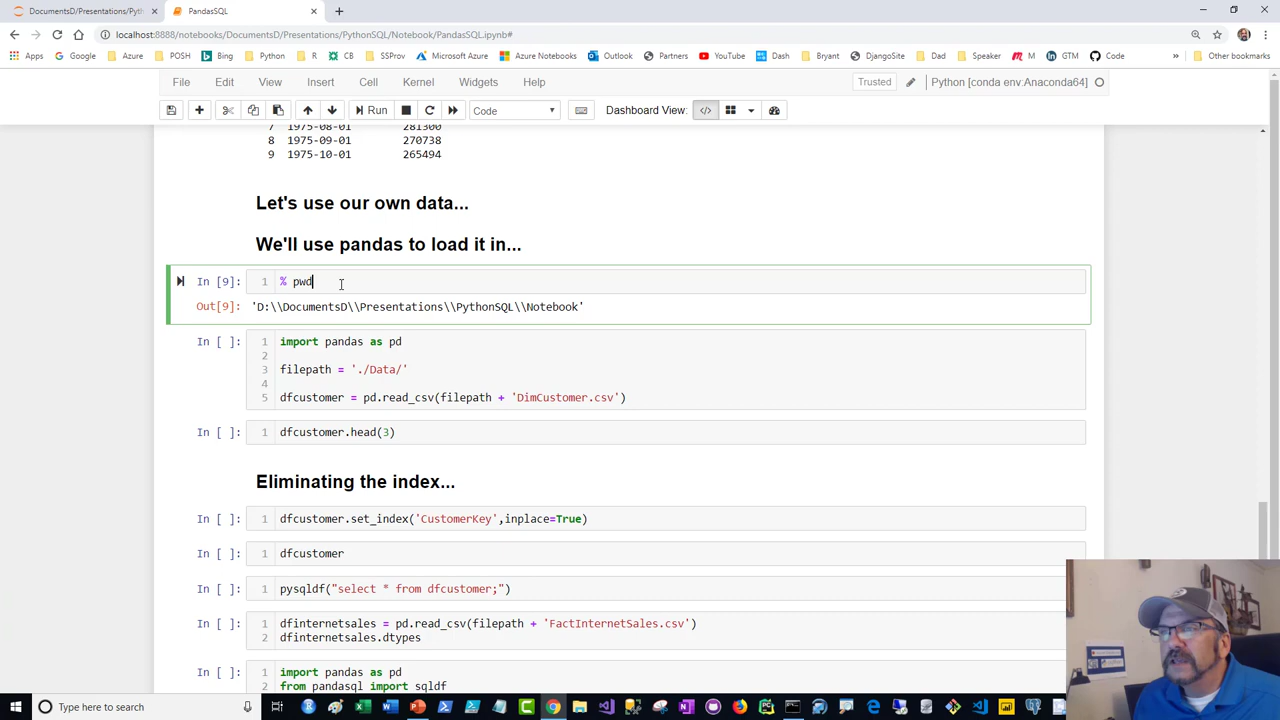 DocumentsD/Presentations/Pyth
PandasSQL
localhost:8888/notebooks/DocumentsD/Presentations/PythonSQL/Notebook/PandasSQL.ipynb#
Apps Google Azure POSH Bing Python R CB SSProv Microsoft Azure Azure Notebooks Outlook Partners YouTube Dash Bryant DjangoSite Dad Speaker M GTM Code » Other bookmarks
File Edit View Insert Cell Kernel Widgets Help Trusted Python [conda env:Anaconda64]
Run Code Dashboard View:
7 1975-08-01 281300
8 1975-09-01 270738
9 1975-10-01 265494
Let's use our own data...
We'll use pandas to load it in...
In [9]: 1 % pwd
Out[9]: 'D:\\DocumentsD\\Presentations\\PythonSQL\\Notebook'
In [ ]: 1 import pandas as pd
2
3 filepath = './Data/'
4
5 dfcustomer = pd.read_csv(filepath + 'DimCustomer.csv')
In [ ]: 1 dfcustomer.head(3)
Eliminating the index...
In [ ]: 1 dfcustomer.set_index('CustomerKey',inplace=True)
In [ ]: 1 dfcustomer
In [ ]: 1 pysqldf("select * from dfcustomer;")
In [ ]: 1 dfinternetsales = pd.read_csv(filepath + 'FactInternetSales.csv')
2 dfinternetsales.dtypes
In [ ]: 1 import pandas as pd
2 from pandasql import sqldf
Type here to search